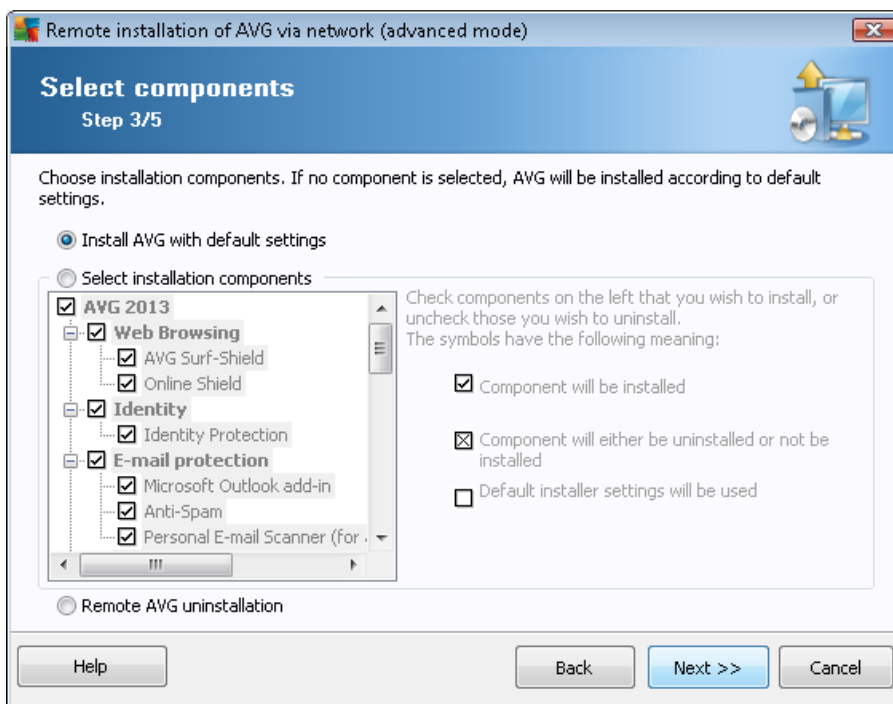 Remote installation of AVG via network (advanced mode)
Select components
Step 3/5
Choose installation components. If no component is selected, AVG will be installed according to default
settings.
Install AVG with default settings
Select installation components
AVG 2013
Web Browsing
AVG Surf-Shield
Online Shield
Identity
Identity Protection
E-mail protection
Microsoft Outlook add-in
Anti-Spam
Personal E-mail Scanner (for
Check components on the left that you wish to install, or
uncheck those you wish to uninstall.
The symbols have the following meaning:
Component will be installed
Component will either be uninstalled or not be
installed
Default installer settings will be used
Remote AVG uninstallation
Help
Back
Next >>
Cancel